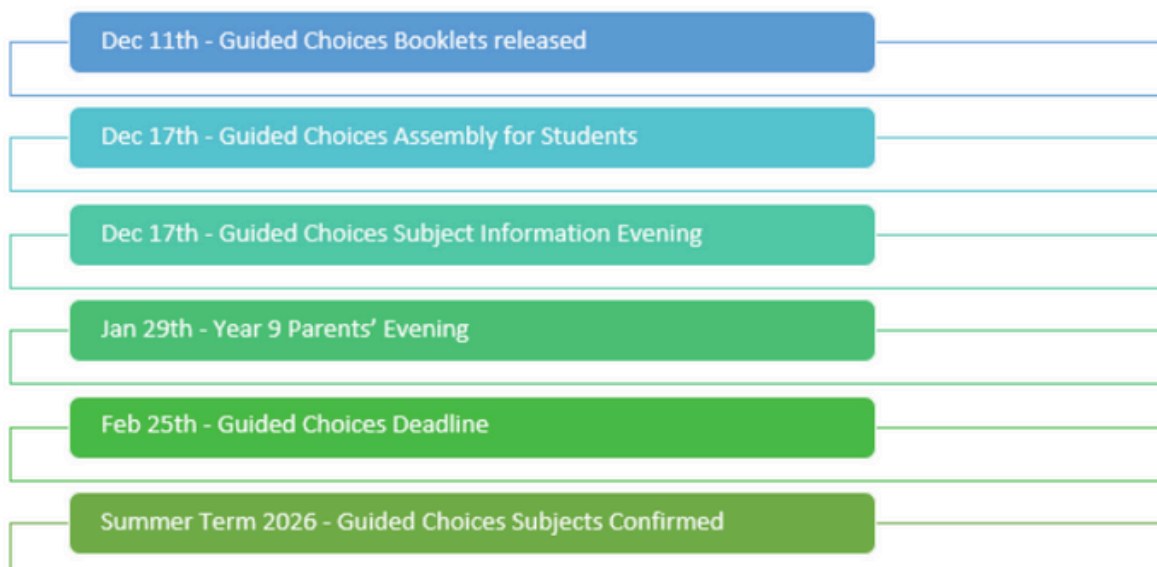 Dec 11th - Guided Choices Booklets released
Dec 17th - Guided Choices Assembly for Students
Dec 17th - Guided Choices Subject Information Evening
Jan 29th - Year 9 Parents’ Evening
Feb 25th - Guided Choices Deadline
Summer Term 2026 - Guided Choices Subjects Confirmed